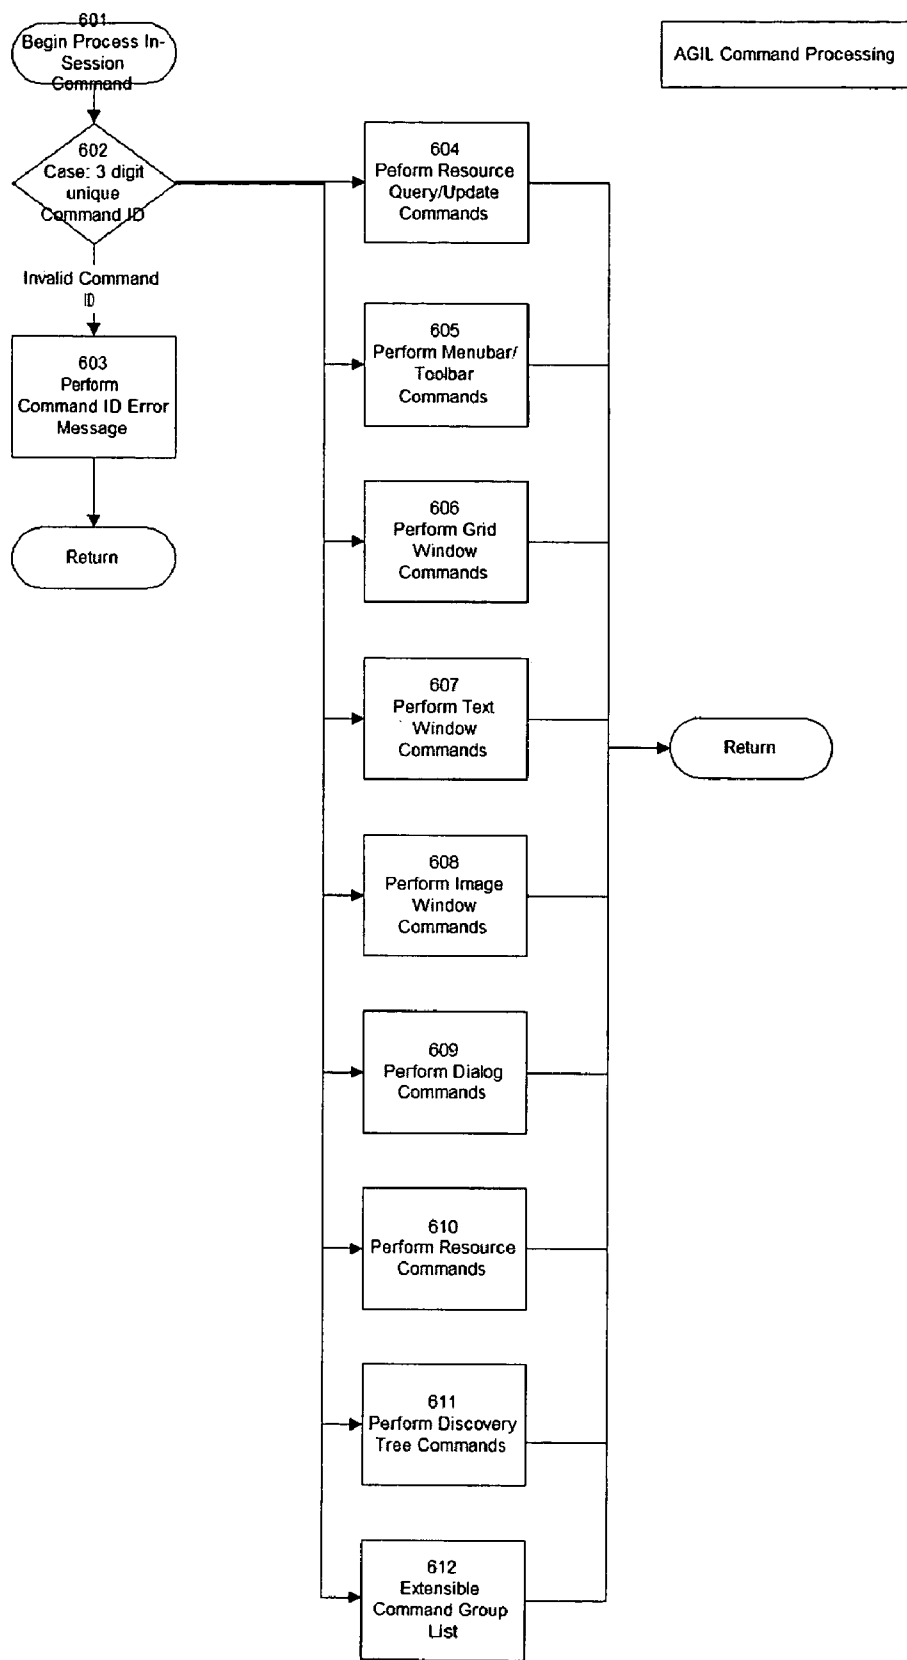 601
Begin Process In-
Session
Command
AGIL Command Processing
602
Case: 3 digit
unique
Command ID
Invalid Command
ID
603
Perform
Command ID Error
Message
Return
604
Peform Resource
Query/Update
Commands
605
Perform Menubar/
Toolbar
Commands
606
Perform Grid
Window
Commands
607
Perform Text
Window
Commands
Return
608
Perform Image
Window
Commands
609
Perform Dialog
Commands
610
Perform Resource
Commands
611
Perform Discovery
Tree Commands
612
Extensible
Command Group
List